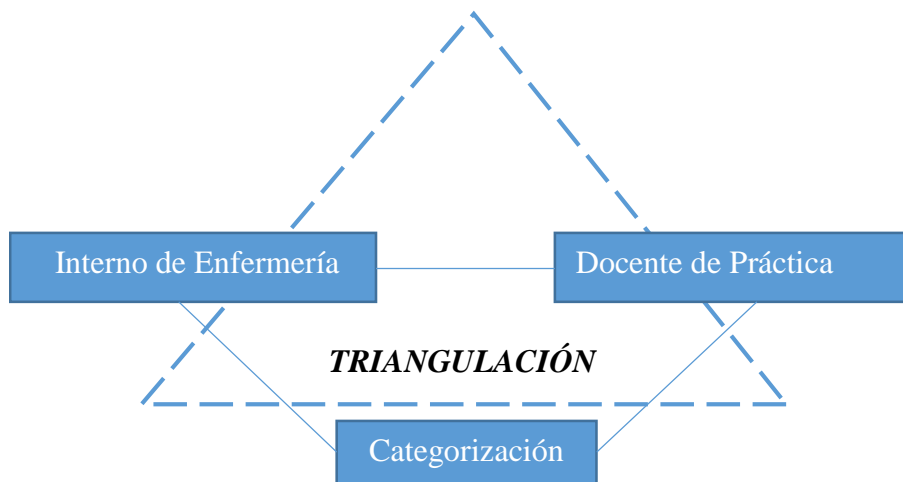 Interno de Enfermería
Docente de Práctica
TRIANGULACIÓN
Categorización